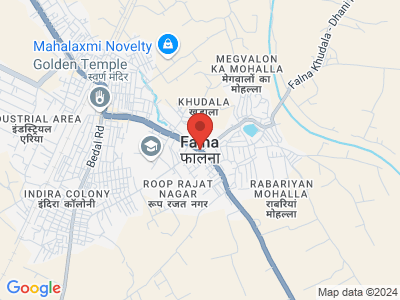 Mahalaxmi Novelty
Golden Temple
स्वर्ण मंदिर
MEGVALON
KA MOHALLA
मेगवालों का
मोहल्ला
Falna Khudala - Dhani
KHUDALA
INDUSTRIAL AREA
इंडस्ट्रियल
एरिया
Bedal Rd
Falna
फालना
INDIRA COLONY
इंदिरा कॉलोनी
ROOP RAJAT
NAGAR
रूप रजत नगर
RABARIYAN
MOHALLA
राबरियां
मोहल्ला
Google
Map data ©2024